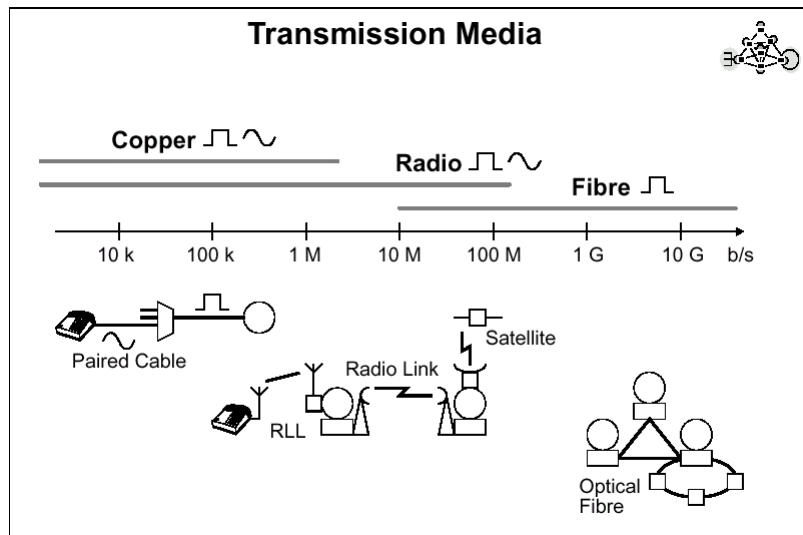 Transmission Media
Copper
Radio
Fibre
10 k 100 k 1 M 10 M 100 M 1 G 10 G b/s
Paired Cable
RLL
Radio Link
Satellite
Optical
Fibre